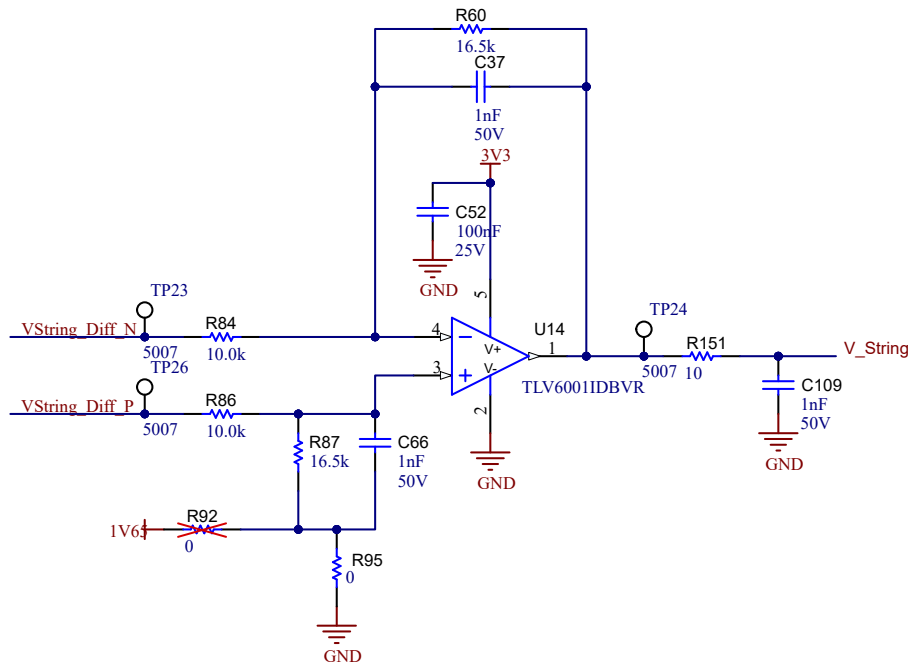 R60
16.5k
C37
1nF
50V
3V3
C52
100nF
25V
GND
TP23
VString_Diff_N
R84
5007
10.0k
TP26
VString_Diff_P
R86
5007
10.0k
4
3
5
2
1
V+
V-
U14
TLV6001IDBVR
GND
TP24
5007
R151
10
V_String
C109
1nF
50V
GND
R87
16.5k
C66
1nF
50V
1V65
R92
0
R95
0
GND